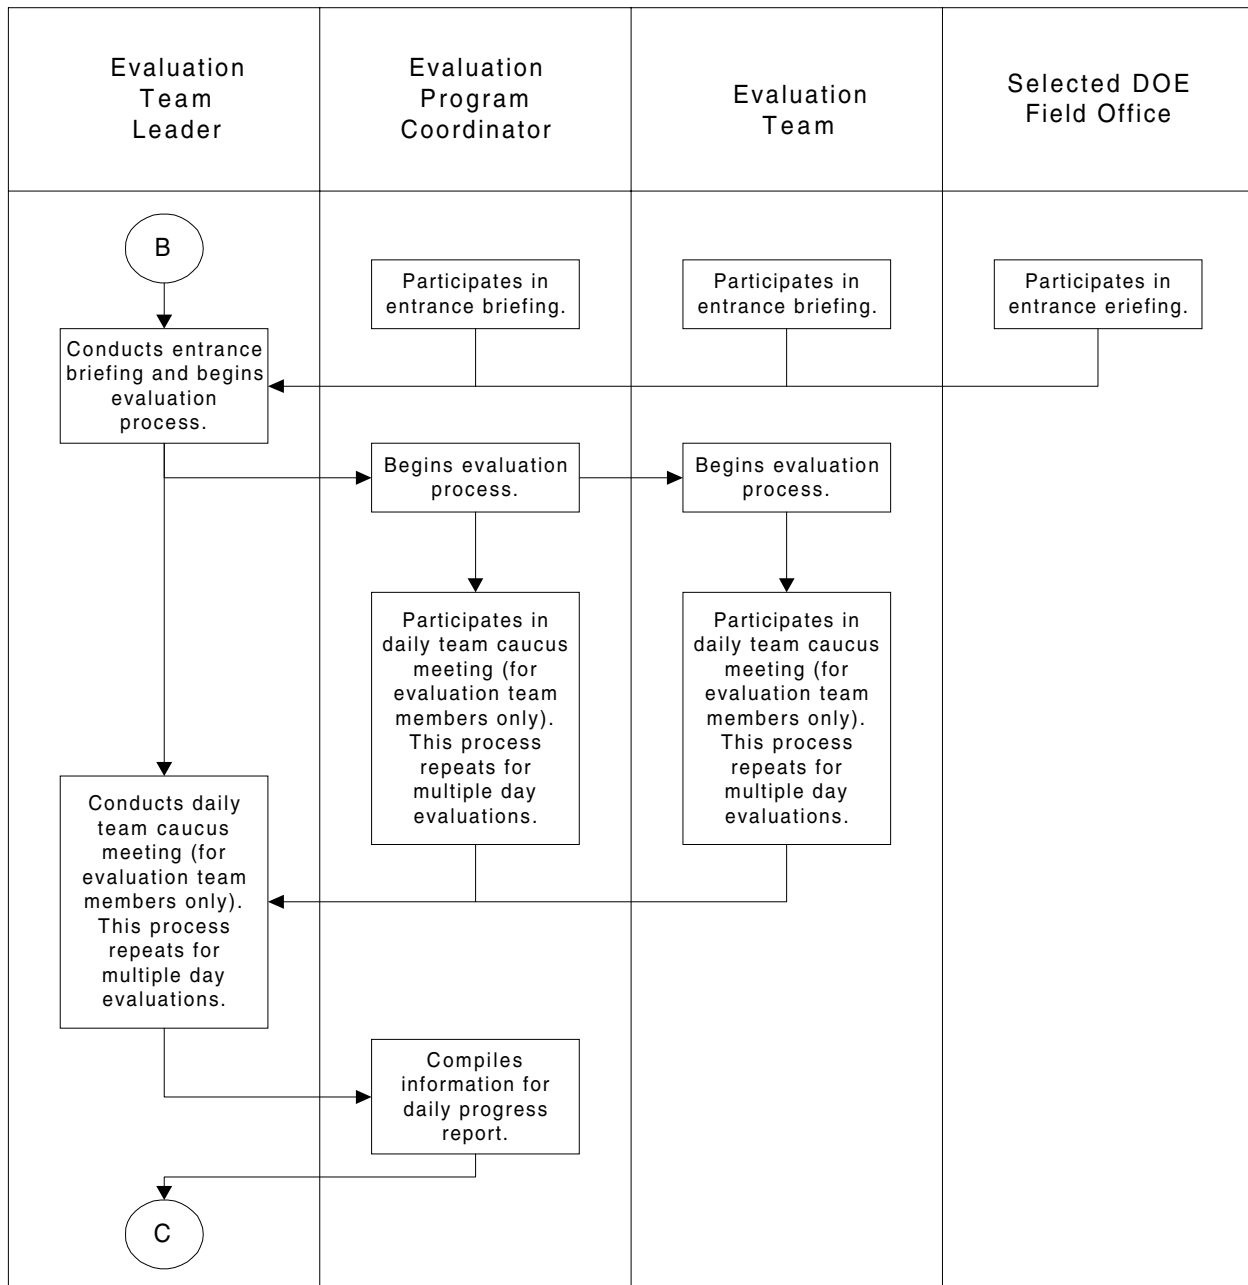 Evaluation
Team
Leader
Evaluation
Program
Coordinator
Evaluation
Team
Selected DOE
Field Office
B
Participates in
entrance briefing.
Participates in
entrance briefing.
Participates in
entrance eriefing.
Conducts entrance
briefing and begins
evaluation
process.
Begins evaluation
process.
Begins evaluation
process.
Participates in
daily team caucus
meeting (for
evaluation team
members only).
This process
repeats for
multiple day
evaluations.
Participates in
daily team caucus
meeting (for
evaluation team
members only).
This process
repeats for
multiple day
evaluations.
Conducts daily
team caucus
meeting (for
evaluation team
members only).
This process
repeats for
multiple day
evaluations.
Compiles
information for
daily progress
report.
C